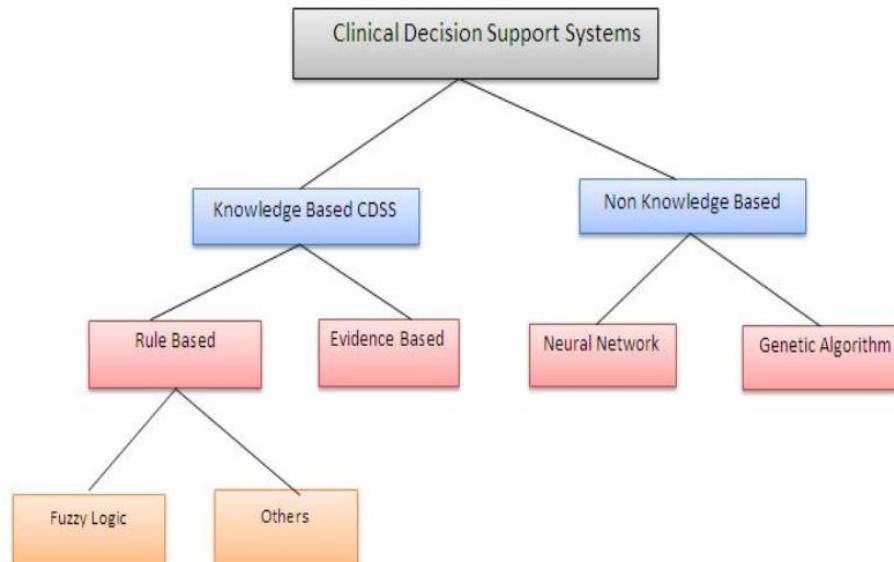 Clinical Decision Support Systems
Knowledge Based CDSS
Non Knowledge Based
Rule Based
Evidence Based
Neural Network
Genetic Algorithm
Fuzzy Logic
Others